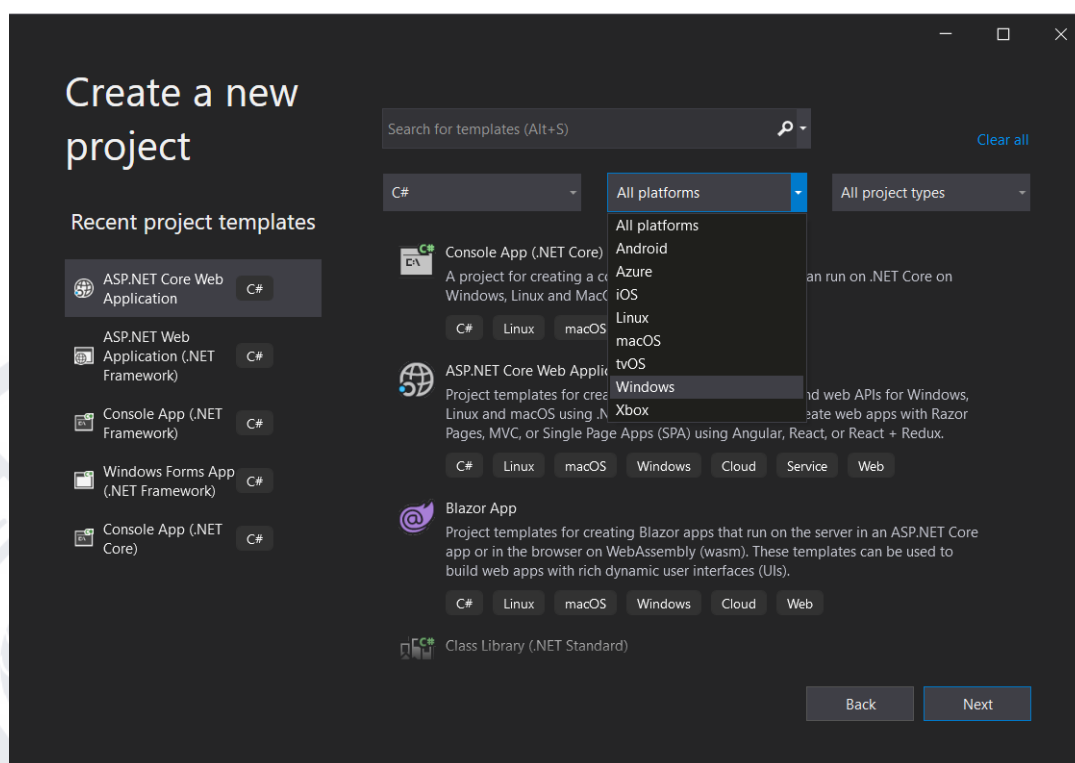 Create a new
project
Search for templates (Alt+S)
Clear all
C#
All platforms
All project types
Recent project templates
ASP.NET Core Web
Application
C#
ASP.NET Web
Application (.NET
Framework)
C#
Console App (.NET
Framework)
C#
Windows Forms App
(.NET Framework)
C#
Console App (.NET
Core)
C#
All platforms
Android
Azure
iOS
Linux
macOS
tvOS
Windows
Xbox
C#
Console App (.NET Core)
A project for creating a an run on .NET Core on
Windows, Linux and
C# Linux macOS
ASP.NET Core Web
Project templates for web APIs for Windows,
Linux and macOS using web apps with Razor
Pages, MVC, or Single Page Apps (SPA) using Angular, React, or React + Redux.
C# Linux macOS Windows Cloud Service Web
Blazor App
Project templates for creating Blazor apps that run on the server in an ASP.NET Core
app or in the browser on WebAssembly (wasm). These templates can be used to
build web apps with rich dynamic user interfaces (UIs).
C# Linux macOS Windows Cloud Web
C#
Class Library (.NET Standard)
Back
Next